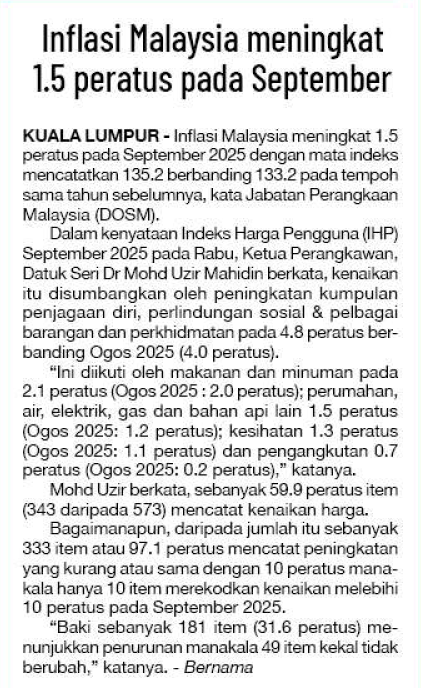 Inflasi Malaysia meningkat
1.5 peratus pada September
KUALA LUMPUR - Inflasi Malaysia meningkat 1.5
peratus pada September 2025 dengan mata indeks
mencatatkan 135.2 berbanding 133.2 pada tempoh
sama tahun sebelumnya, kata Jabatan Perangkaan
Malaysia (DOSM).
Dalam kenyataan Indeks Harga Pengguna (IHP)
September 2025 pada Rabu, Ketua Perangkawan,
Datuk Seri Dr Mohd Uzir Mahidin berkata, kenaikan
itu disumbangkan oleh peningkatan kumpulan
penjagaan diri, perlindungan sosial & pelbagai
barangan dan perkhidmatan pada 4.8 peratus ber-
banding Ogos 2025 (4.0 peratus).
“Ini diikuti oleh makanan dan minuman pada
2.1 peratus (Ogos 2025 : 2.0 peratus); perumahan,
air, elektrik, gas dan bahan api lain 1.5 peratus
(Ogos 2025: 1.2 peratus); kesihatan 1.3 peratus
(Ogos 2025: 1.1 peratus) dan pengangkutan 0.7
peratus (Ogos 2025: 0.2 peratus),” katanya.
Mohd Uzir berkata, sebanyak 59.9 peratus item
(343 daripada 573) mencatat kenaikan harga.
Bagaimanapun, daripada jumlah itu sebanyak
333 item atau 97.1 peratus mencatat peningkatan
yang kurang atau sama dengan 10 peratus mana-
kala hanya 10 item merekodkan kenaikan melebihi
10 peratus pada September 2025.
“Baki sebanyak 181 item (31.6 peratus) me-
nunjukkan penurunan manakala 49 item kekal tidak
berubah,” katanya. - Bernama